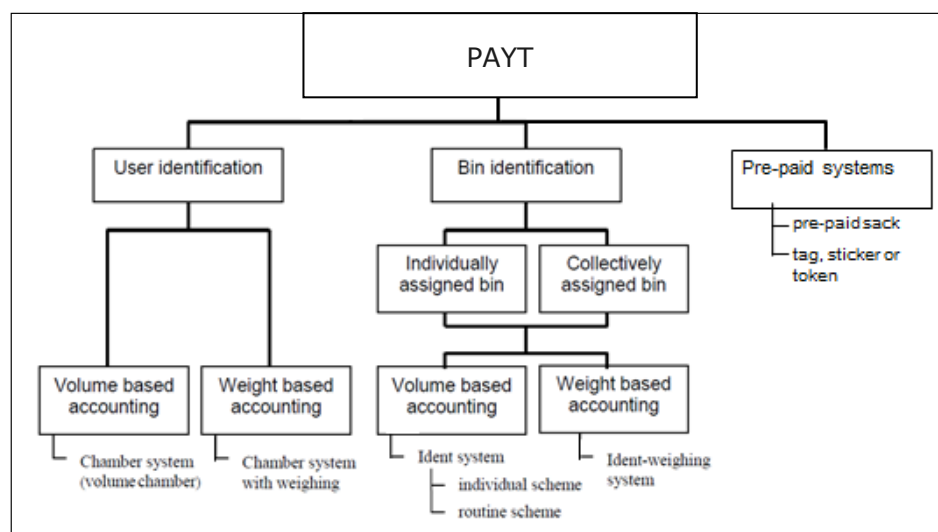 PAYT
User identification
Bin identification
Pre-paid systems
pre-paid sack
tag, sticker or
token
Individually
assigned bin
Collectively
assigned bin
Volume based
accounting
Weight based
accounting
Volume based
accounting
Weight based
accounting
Chamber system
(volume chamber)
Chamber system
with weighing
Ident system
individual scheme
routine scheme
Ident-weighing
system